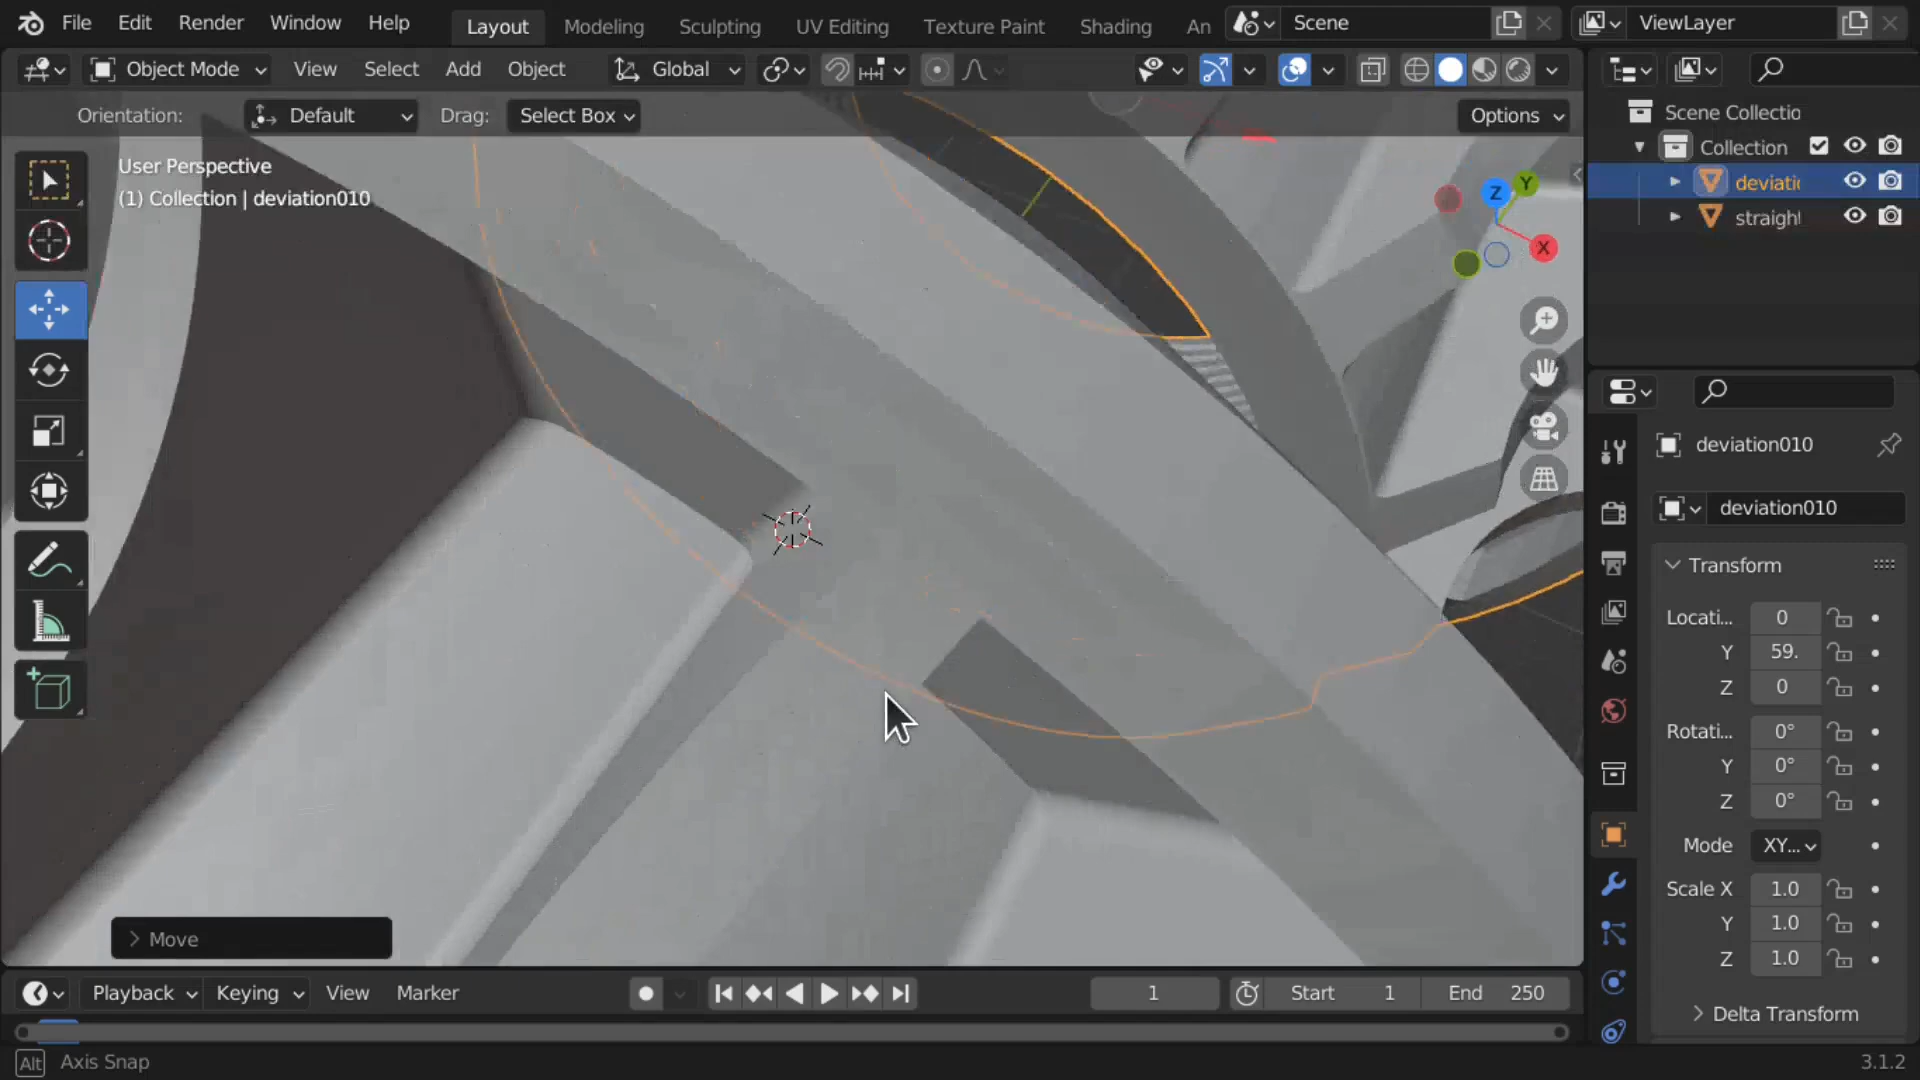 File Edit Render Window Help Layout Modeling Sculpting UV Editing Texture Paint Shading An Scene ViewLayer
Object Mode View Select Add Object Global
Orientation: Default Drag: Select Box Options
User Perspective
(1) Collection | deviation010
Z Y X
Move
Scene Collectio
Collection
deviatio
straight
deviation010
deviation010
Transform
Locati... 0
Y 59.
Z 0
Rotati... 0°
Y 0°
Z 0°
Mode XY...
Scale X 1.0
Y 1.0
Z 1.0
Delta Transform
Playback Keying View Marker 1 Start 1 End 250
Alt Axis Snap 3.1.2